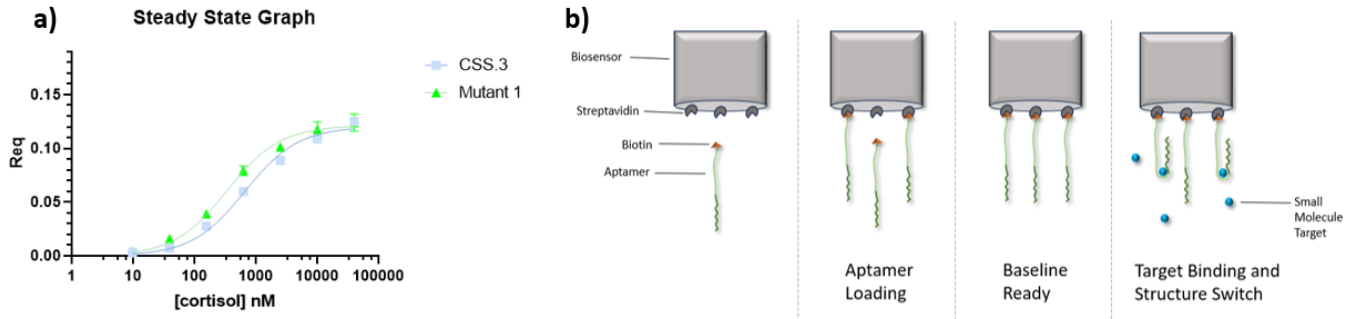 a)
Steady State Graph
Req
0.15
0.10
0.05
0.00
1
10
100
1000
10000
100000
[cortisol] nM
CSS.3
Mutant 1
b)
Biosensor
Streptavidin
Biotin
Aptamer
Aptamer
Loading
Baseline
Ready
Target Binding and
Structure Switch
Small
Molecule
Target